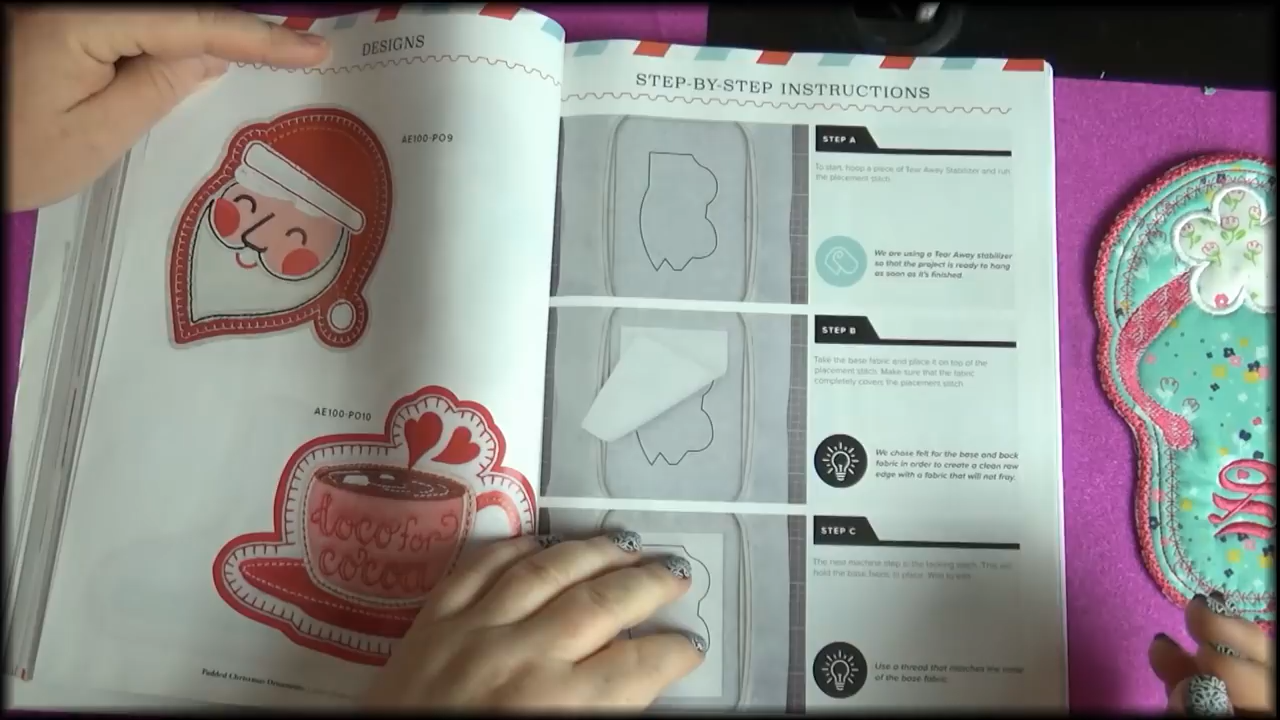 DESIGNS
AE100-PO9
AE100-PO10
loco for
cocoa
Padded Christmas Ornaments
STEP-BY-STEP INSTRUCTIONS
STEP A
To start, hoop a piece of Tear Away Stabilizer and run
the placement stitch.
We are using a Tear Away stabilizer
so that the project is ready to hang
as soon as it's finished.
STEP B
Take the base fabric and place it on top of the
placement stitch. Make sure that the fabric
completely covers the placement stitch.
We chose felt for the base and back
fabric in order to create a clean raw
edge with a fabric that will not fray.
STEP C
The next machine step is the tacking stitch. This will
hold the base fabric in place.
Use a thread that matches the color
of the base fabric.